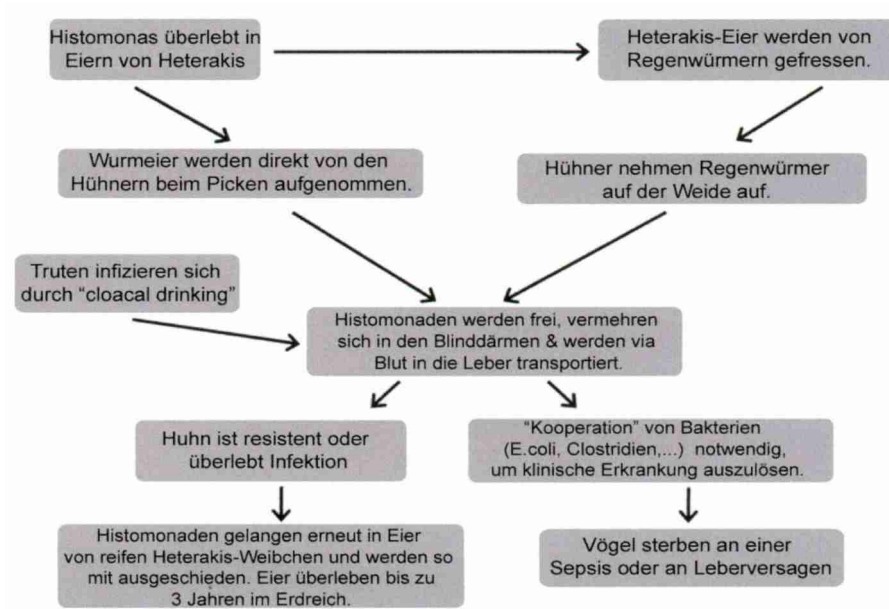 Histomonas überlebt in
Eiern von Heterakis
Heterakis-Eier werden von
Regenwürmern gefressen.
Wurmeier werden direkt von den
Hühnern beim Picken aufgenommen.
Hühner nehmen Regenwürmer
auf der Weide auf.
Truten infizieren sich
durch “cloacal drinking”
Histomonaden werden frei, vermehren
sich in den Blinddärmen & werden via
Blut in die Leber transportiert.
Huhn ist resistent oder
überlebt Infektion
“Kooperation” von Bakterien
(E.coli, Clostridien,...) notwendig,
um klinische Erkrankung auszulösen.
Histomonaden gelangen erneut in Eier
von reifen Heterakis-Weibchen und werden so
mit ausgeschieden. Eier überleben bis zu
3 Jahren im Erdreich.
Vögel sterben an einer
Sepsis oder an Leberversagen